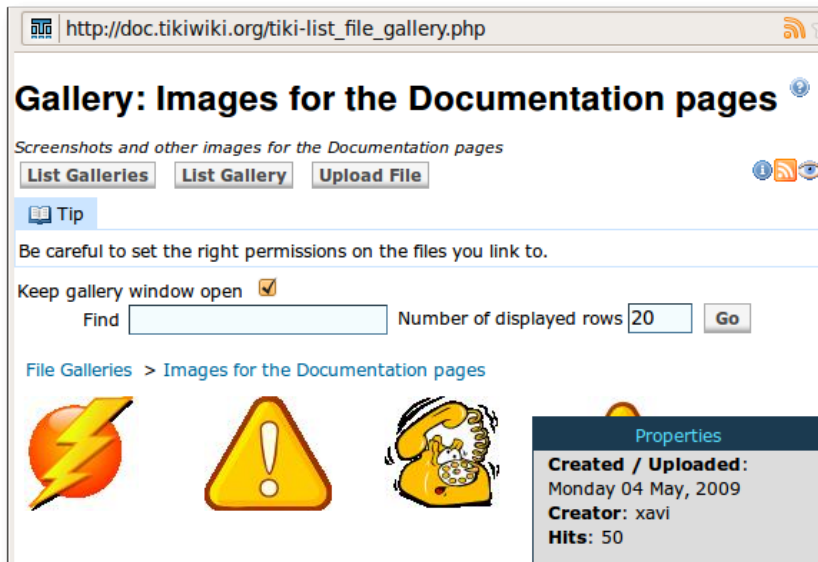 http://doc.tikiwiki.org/tiki-list_file_gallery.php
Gallery: Images for the Documentation pages
Screenshots and other images for the Documentation pages
List Galleries List Gallery Upload File
Tip
Be careful to set the right permissions on the files you link to.
Keep gallery window open
Find Number of displayed rows 20 Go
File Galleries > Images for the Documentation pages
Properties
Created / Uploaded:
Monday 04 May, 2009
Creator: xavi
Hits: 50